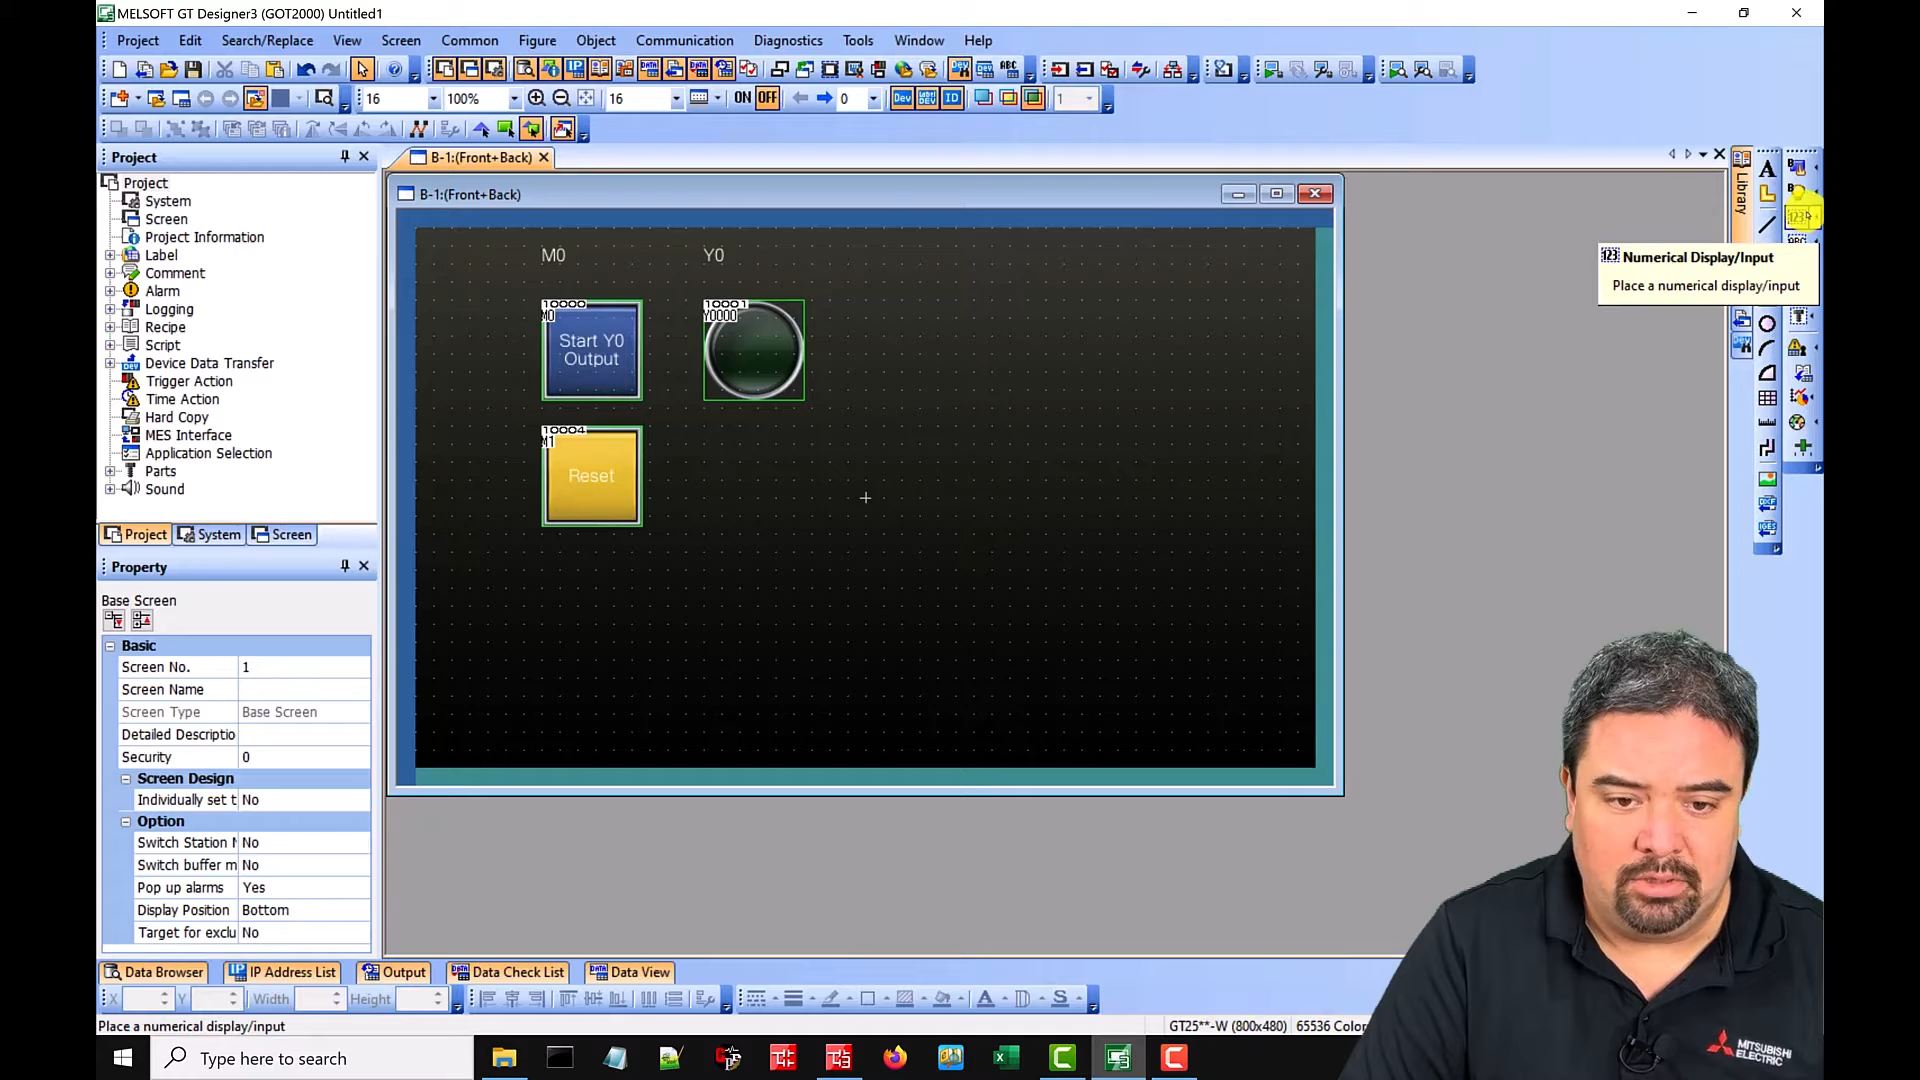 MELSOFT GT Designer3 (GOT2000) Untitled1
Project Edit Search/Replace View Screen Common Figure Object Communication Diagnostics Tools Window Help
16 100% 16 ON OFF 0 Dev ID 1
Project
B-1:(Front+Back)
Library
Project
System
Screen
Project Information
Label
Comment
Alarm
Logging
Recipe
Script
Device Data Transfer
Trigger Action
Time Action
Hard Copy
MES Interface
Application Selection
Parts
Sound
Project System Screen
Property
Base Screen
Basic
Screen No. 1
Screen Name
Screen Type Base Screen
Detailed Descriptio
Security 0
Screen Design
Individually set t No
Option
Switch Station N No
Switch buffer m No
Pop up alarms Yes
Display Position Bottom
Target for exclu No
B-1:(Front+Back)
M0 Y0
10000
M0
Start Y0
Output
10001
Y0000
10004
M1
Reset
123 Numerical Display/Input
Place a numerical display/input
Data Browser IP Address List Output Data Check List Data View
X Y Width Height
Place a numerical display/input
GT25**-W (800x480) 65536 Color
Type here to search
MITSUBISHI
ELECTRIC